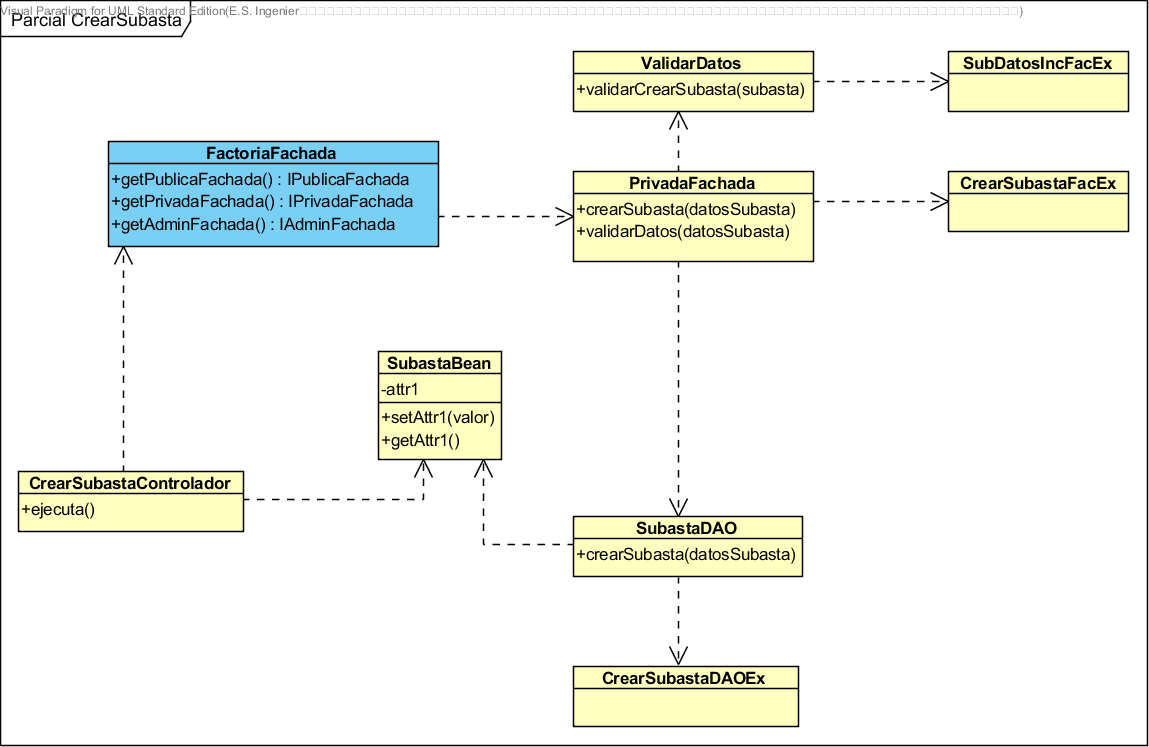 Visual Paradigm for UML Standard Edition(E.S. Ingenier
Parcial CrearSubasta
ValidarDatos
+validarCrearSubasta(subasta)
SubDatosIncFacEx
FactoriaFachada
+getPublicaFachada() : IPublicaFachada
+getPrivadaFachada() : IPrivadaFachada
+getAdminFachada() : IAdminFachada
PrivadaFachada
+crearSubasta(datosSubasta)
+validarDatos(datosSubasta)
CrearSubastaFacEx
SubastaBean
-attr1
+setAttr1(valor)
+getAttr1()
CrearSubastaControlador
+ejecuta()
SubastaDAO
+crearSubasta(datosSubasta)
CrearSubastaDAOEx